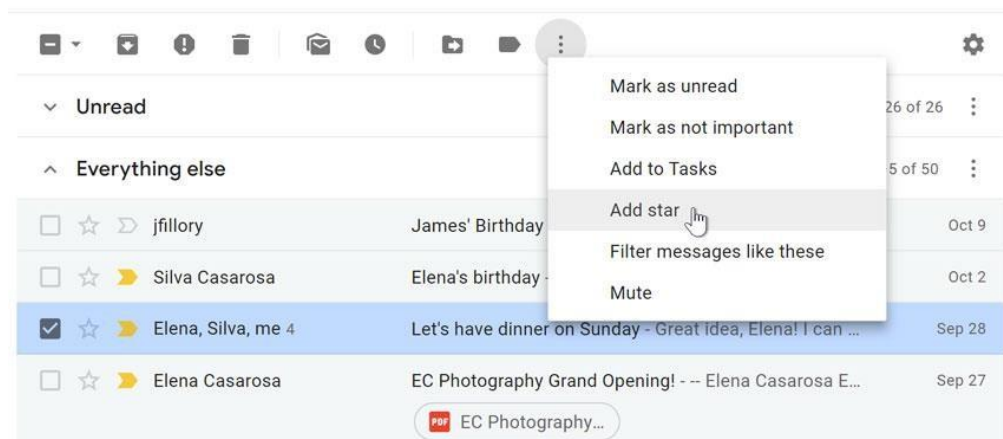 Mark as unread
Unread
26 of 26
Mark as not important
Everything else
Add to Tasks
5 of 50
Add star
jfillory
James' Birthday
Oct 9
Filter messages like these
Silva Casarosa
Elena's birthday -
Oct 2
Mute
Elena, Silva, me 4
Let's have dinner on Sunday - Great idea, Elena! I can ...
Sep 28
Elena Casarosa
EC Photography Grand Opening! - -- Elena Casarosa E...
Sep 27
PDF EC Photography...